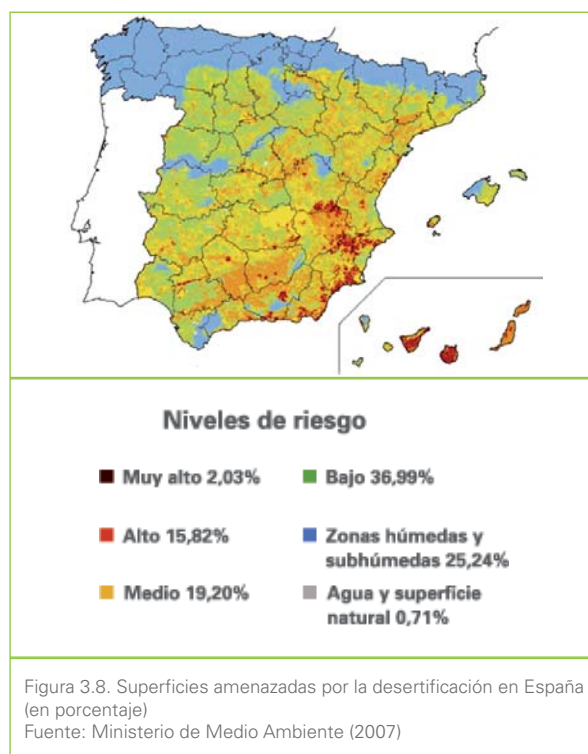 Niveles de riesgo
Muy alto 2,03%
Alto 15,82%
Medio 19,20%
Bajo 36,99%
Zonas húmedas y
subhúmedas 25,24%
Agua y superficie
natural 0,71%
Figura 3.8. Superficies amenazadas por la desertificación en España
(en porcentaje)
Fuente: Ministerio de Medio Ambiente (2007)